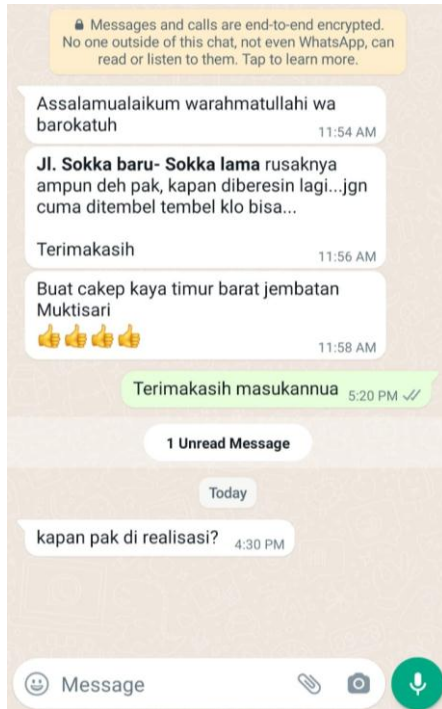 🔒 Messages and calls are end-to-end encrypted.
No one outside of this chat, not even WhatsApp, can
read or listen to them. Tap to learn more.
Assalamualaikum warahmatullahi wa
barokatuh
11:54 AM
Jl. Sokka baru- Sokka lama rusaknya
ampun deh pak, kapan diberesin lagi...jgn
cuma ditembel tembel klo bisa...
Terimakasih
11:56 AM
Buat cakep kaya timur barat jembatan
Muktisari
👍👍👍👍
11:58 AM
Terimakasih masukannua 5:20 PM
1 Unread Message
Today
kapan pak di realisasi? 4:30 PM
Message